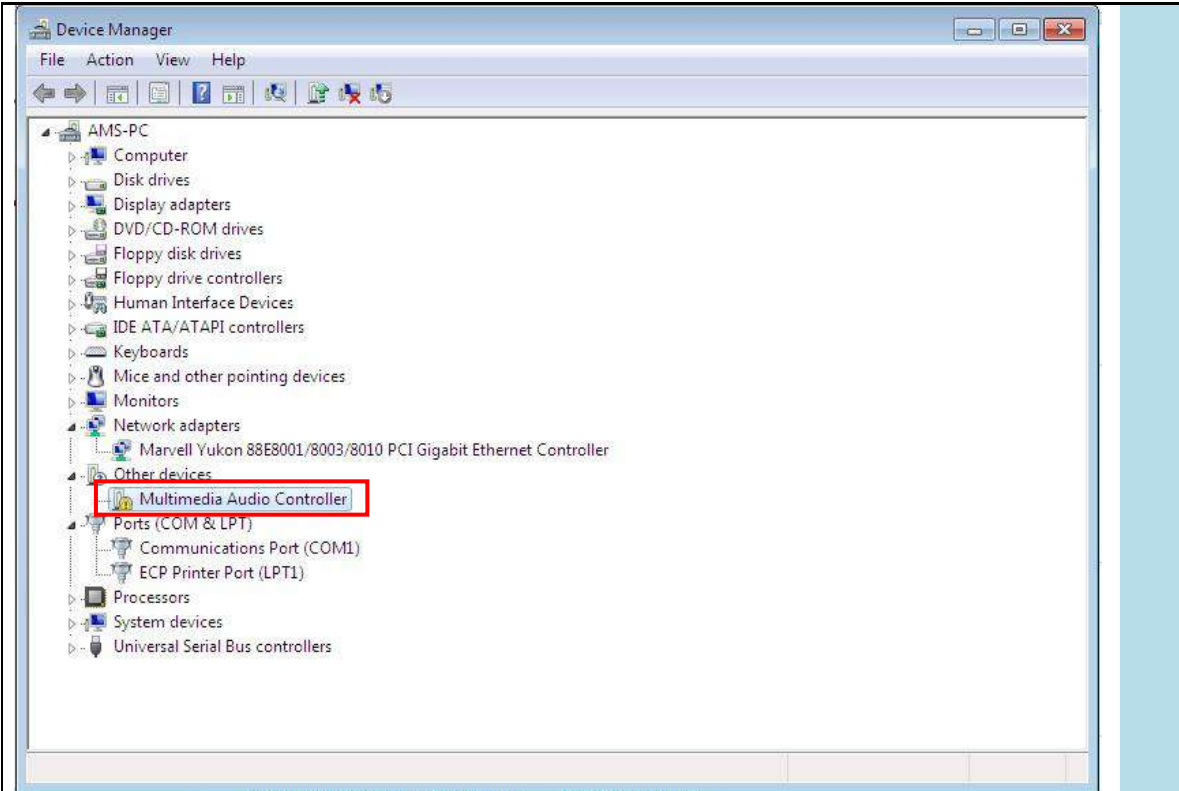 Device Manager
File Action View Help
AMS-PC
Computer
Disk drives
Display adapters
DVD/CD-ROM drives
Floppy disk drives
Floppy drive controllers
Human Interface Devices
IDE ATA/ATAPI controllers
Keyboards
Mice and other pointing devices
Monitors
Network adapters
Marvell Yukon 88E8001/8003/8010 PCI Gigabit Ethernet Controller
Other devices
Multimedia Audio Controller
Ports (COM & LPT)
Communications Port (COM1)
ECP Printer Port (LPT1)
Processors
System devices
Universal Serial Bus controllers